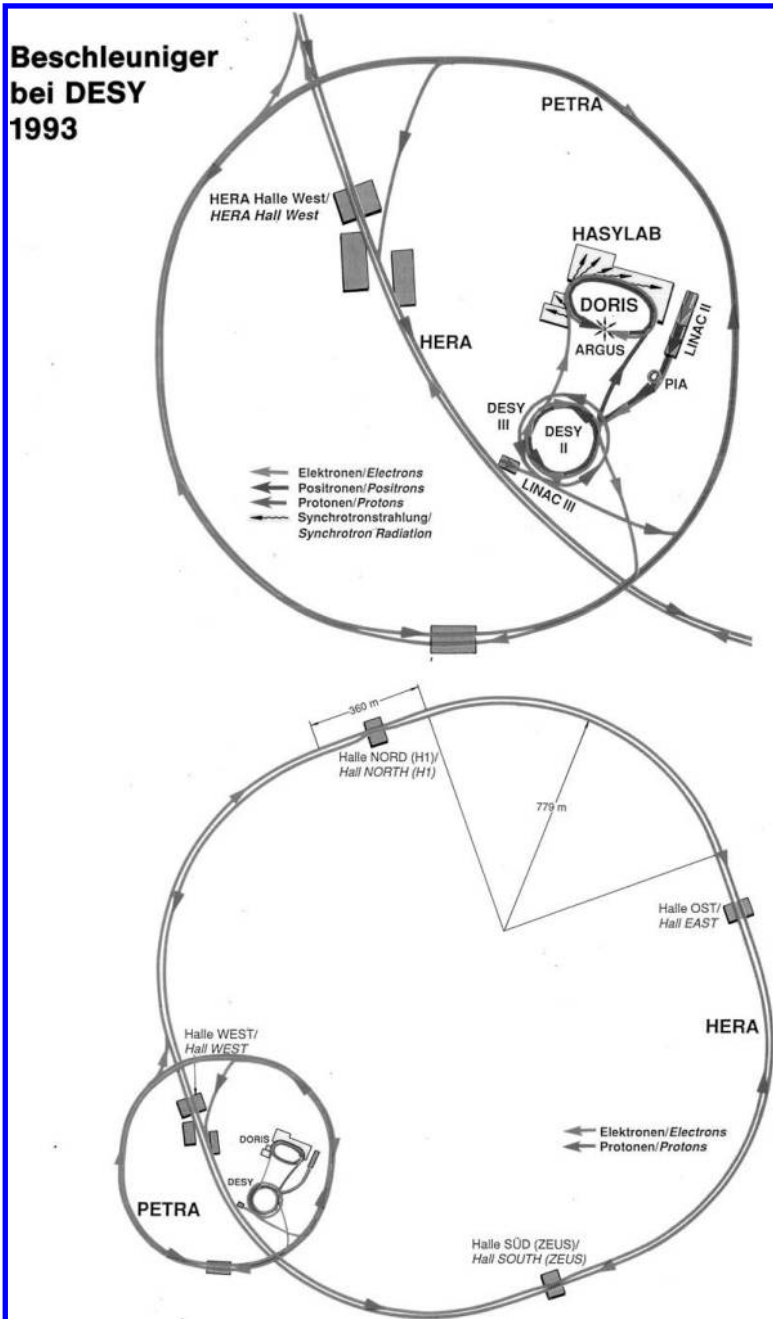 Beschleuniger
bei DESY
1993
PETRA
HERA Halle West/
HERA Hall West
HASYLAB
DORIS
LINAC II
HERA
ARGUS
PIA
DESY
III
DESY
II
Elektronen/Electrons
Positronen/Positrons
Protonen/Protons
Synchrotronstrahlung/
Synchrotron Radiation
LINAC III
360 m
Halle NORD (H1)/
Hall NORTH (H1)
779 m
Halle OST/
Hall EAST
HERA
Halle WEST/
Hall WEST
Elektronen/Electrons
Protonen/Protons
DORIS
DESY
PETRA
Halle SÜD (ZEUS)/
Hall SOUTH (ZEUS)